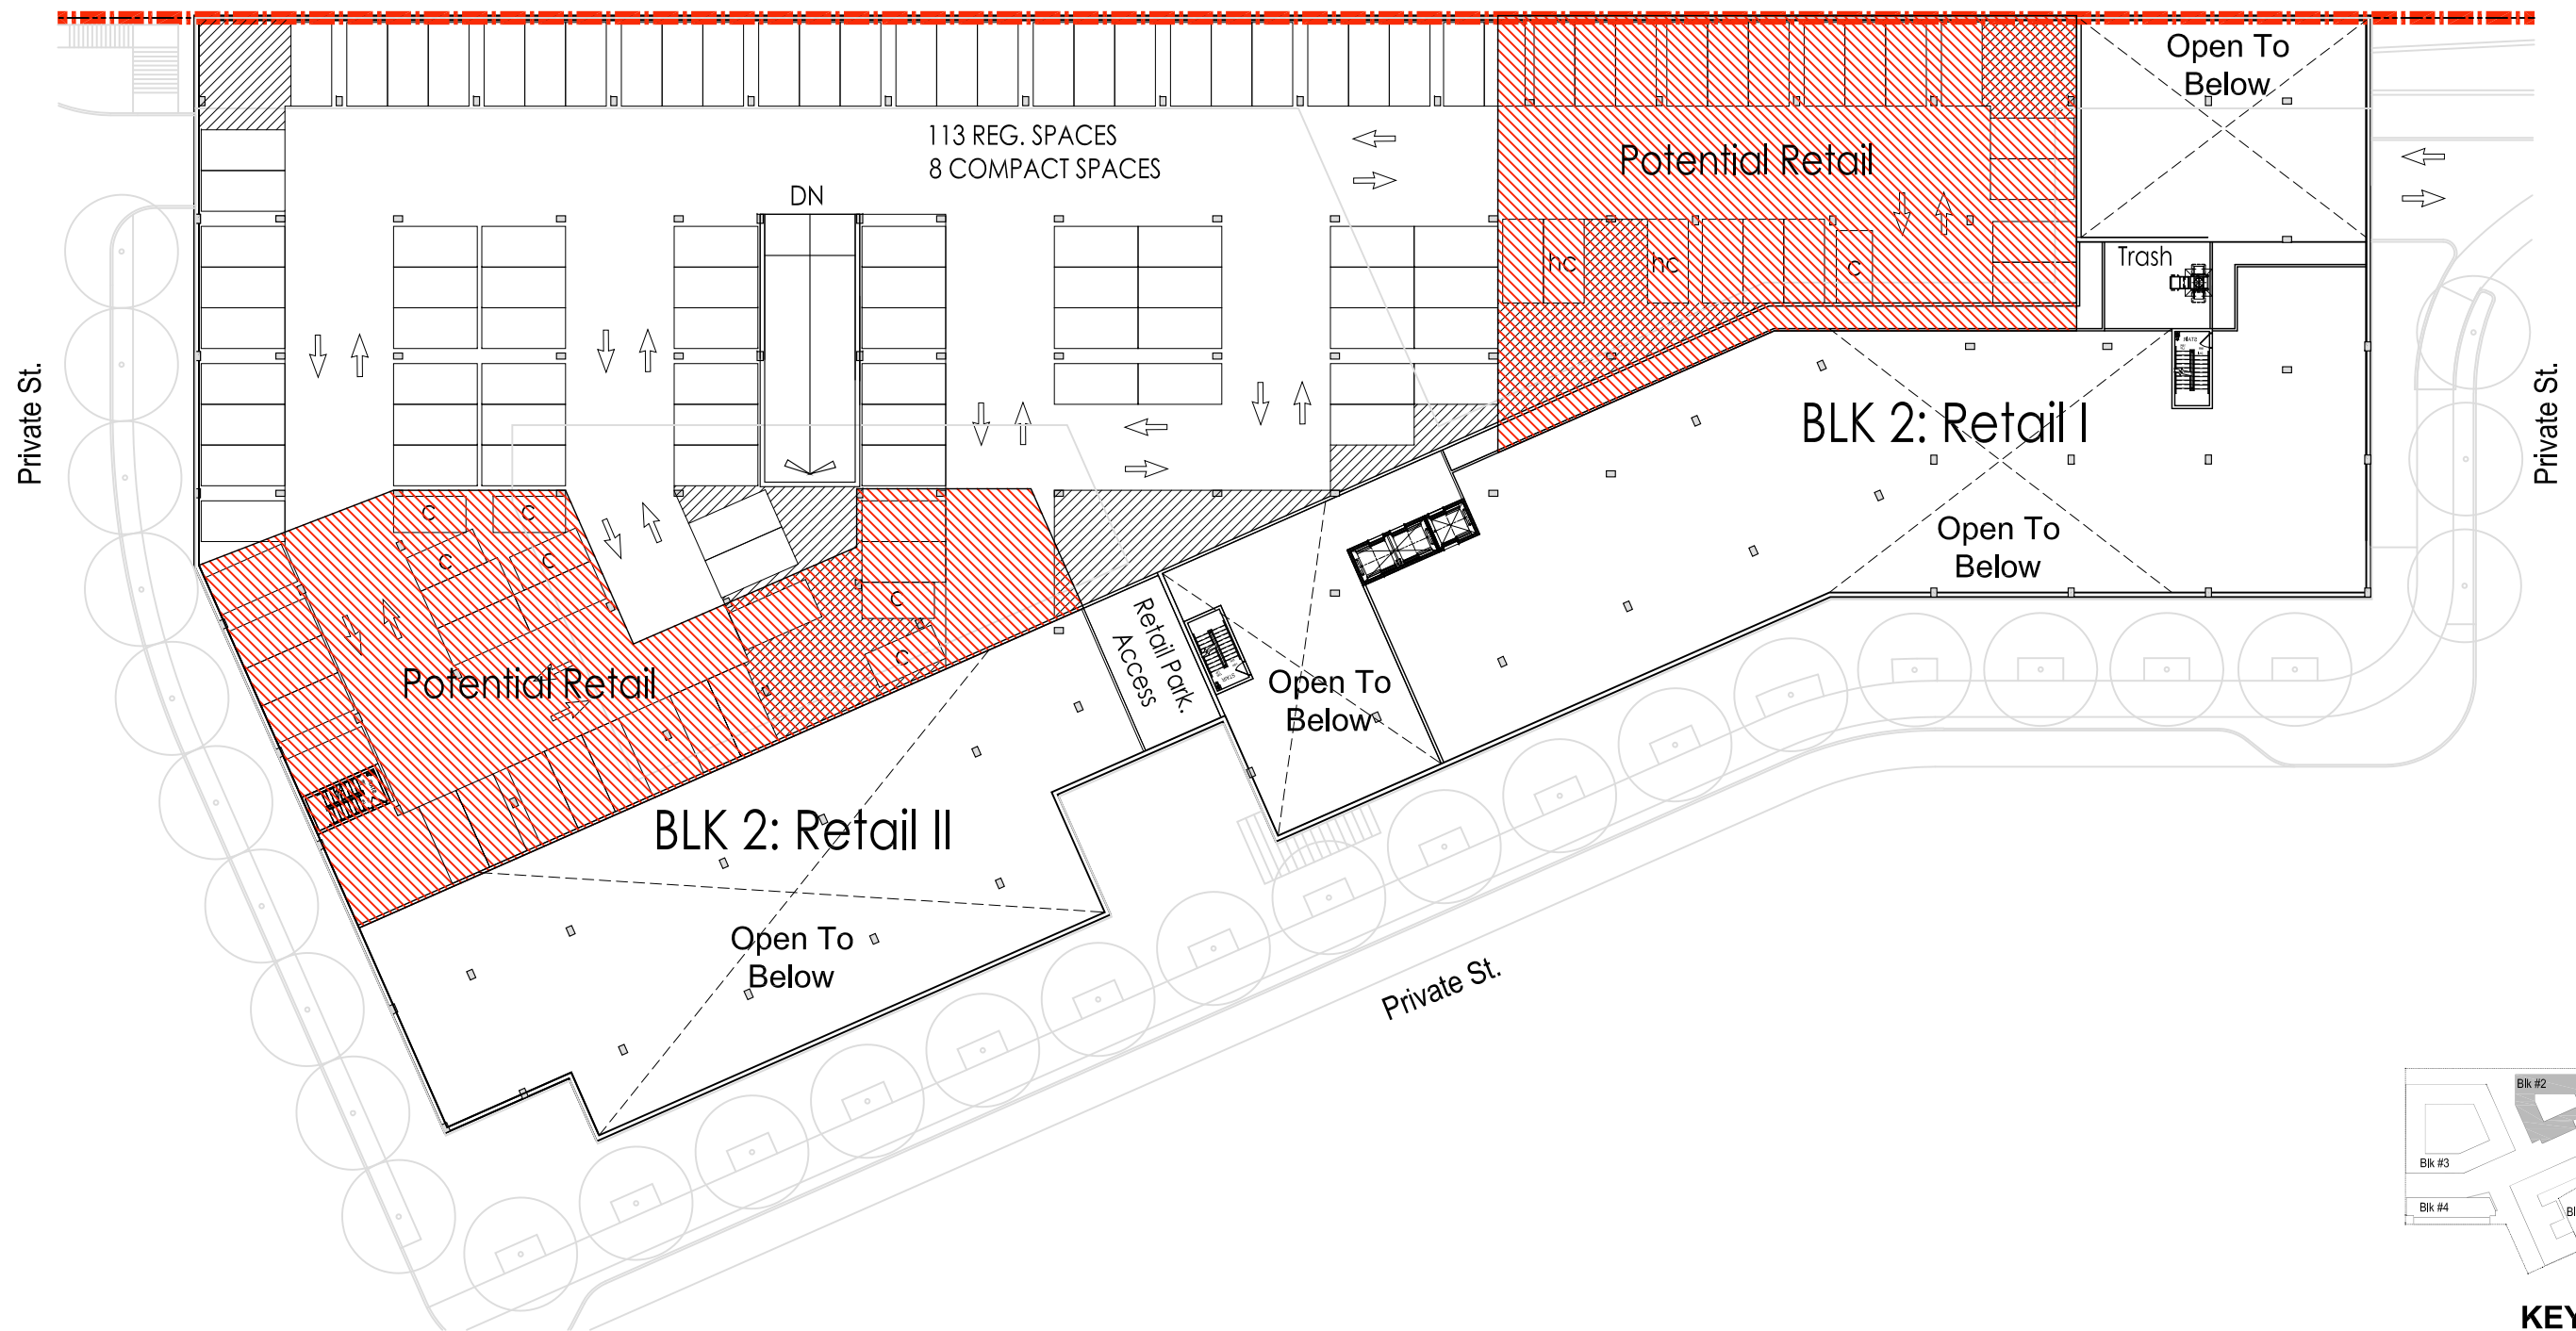 Open To
Below
113 REG. SPACES
8 COMPACT SPACES
Potential Retail
DN
hc
hc
c
Trash
Private St.
Private St.
BLK 2: Retail I
Open To
Below
c
c
c
c
c
c
Retail Park.
Access
Potential Retail
Open To
Below
BLK 2: Retail II
Open To
Below
Private St.
Blk #2
Blk #3
Blk #4
KEY